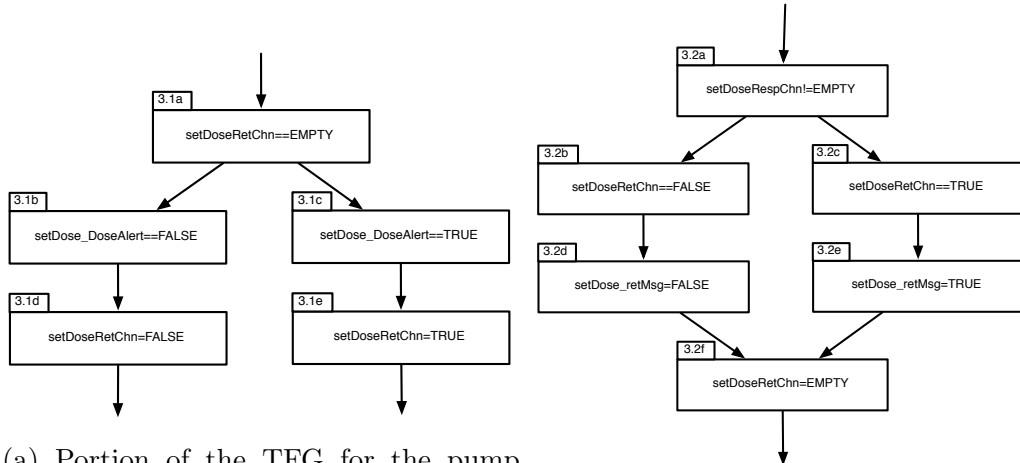 3.1a
setDoseRetChn==EMPTY
3.1b
setDose_DoseAlert==FALSE
3.1c
setDose_DoseAlert==TRUE
3.1d
setDoseRetChn=FALSE
3.1e
setDoseRetChn=TRUE
(a) Portion of the TFG for the pump
3.2a
setDoseRespChn!=EMPTY
3.2b
setDoseRetChn==FALSE
3.2c
setDoseRetChn==TRUE
3.2d
setDose_retMsg=FALSE
3.2e
setDose_retMsg=TRUE
3.2f
setDoseRetChn=EMPTY